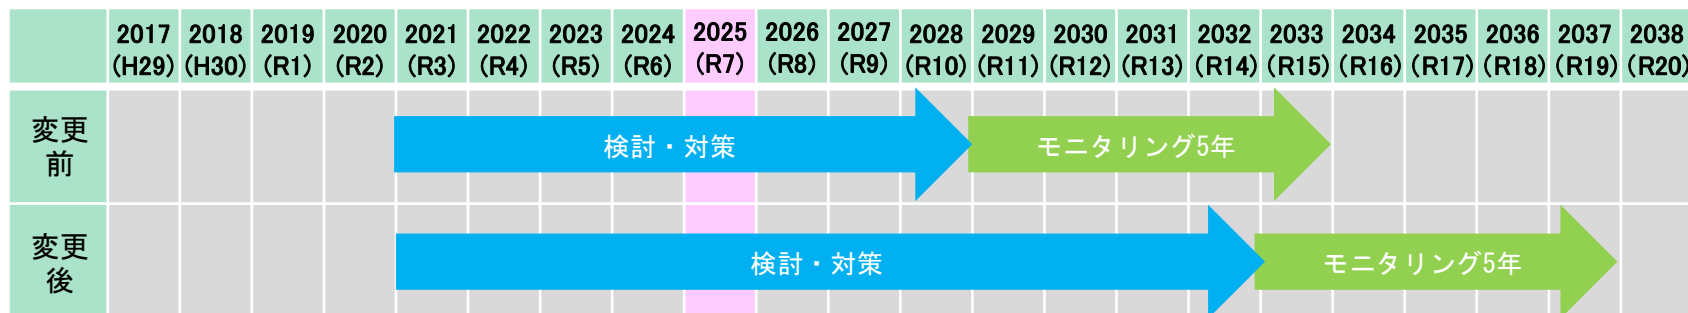 2017 2018 2019 2020 2021 2022 2023 2024 2025 2026 2027 2028 2029 2030 2031 2032 2033 2034 2035 2036 2037 2038
(H29) (H30) (R1) (R2) (R3) (R4) (R5) (R6) (R7) (R8) (R9) (R10) (R11) (R12) (R13) (R14) (R15) (R16) (R17) (R18) (R19) (R20)
変更
前
検討・対策 モニタリング5年
変更
後
検討・対策 モニタリング5年